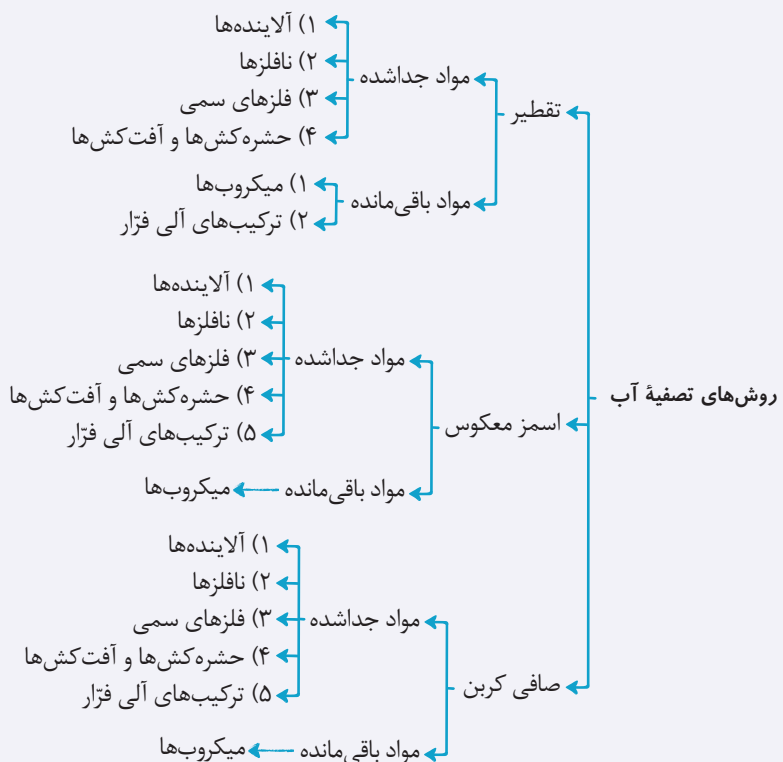 روش‌های تصفیهٔ آب
تقطیر
مواد جداشده
۱) آلاینده‌ها
۲) نافلزها
۳) فلزهای سمی
۴) حشره‌کش‌ها و آفت‌کش‌ها
مواد باقی‌مانده
۱) میکروب‌ها
۲) ترکیب‌های آلی فرّار
اسمز معکوس
مواد جداشده
۱) آلاینده‌ها
۲) نافلزها
۳) فلزهای سمی
۴) حشره‌کش‌ها و آفت‌کش‌ها
۵) ترکیب‌های آلی فرّار
مواد باقی‌مانده
میکروب‌ها
صافی کربن
مواد جداشده
۱) آلاینده‌ها
۲) نافلزها
۳) فلزهای سمی
۴) حشره‌کش‌ها و آفت‌کش‌ها
۵) ترکیب‌های آلی فرّار
مواد باقی‌مانده
میکروب‌ها